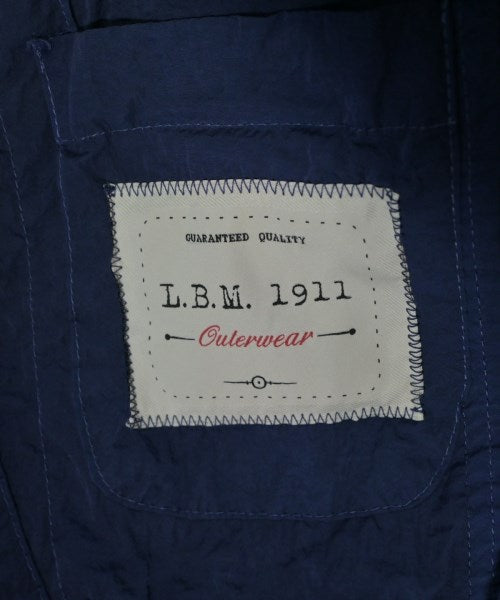 GUARANTEED QUALITY
L.B.M. 1911
Outerwear